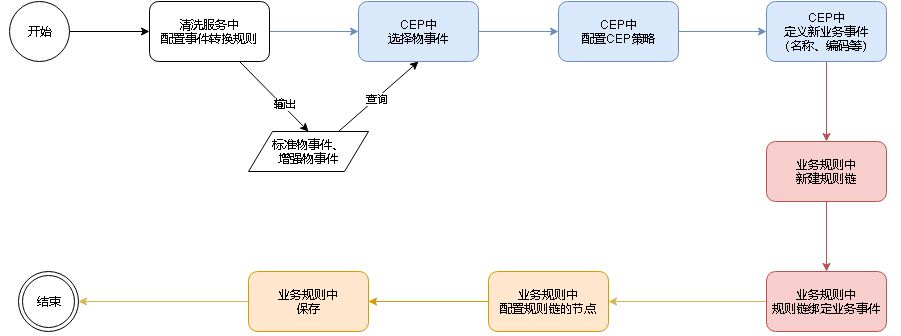 开始
清洗服务中
配置事件转换规则
CEP中
选择物事件
CEP中
配置CEP策略
CEP中
定义新业务事件
(名称、编码等)
输出
查询
标准物事件、
增强物事件
业务规则中
新建规则链
业务规则中
规则链绑定业务事件
业务规则中
配置规则链的节点
业务规则中
保存
结束